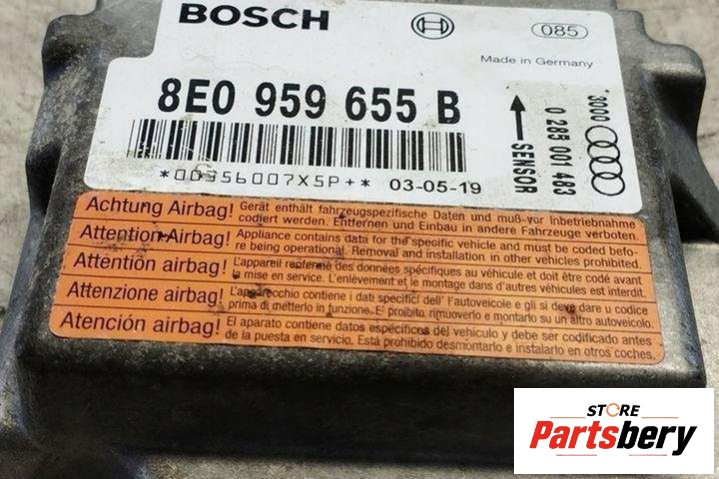 BOSCH
085
Made in Germany
8E0 959 655 B
SENSOR
0 285 001 483
3000
*00356007X5P+* 03-05-19
Achtung Airbag! Gerät enthält fahrzeugspezifische Daten und muß vor Inbetriebnahme
codiert werden. Entfernen und Einbau in andere Fahrzeuge verboten.
Attention Airbag! Appliance contains data for the specific vehicle and must be coded befo-
re being operational. Removal and installation in other vehicles prohibited.
Attention airbag! L'appareil renferme des données spécifiques au véhicule et doit être codé avant
la mise en service. L'enlèvement et le montage dans d'autres véhicules est interdit.
Attenzione airbag! L'apparecchio contiene i dati specifici dell' l'autoveicole e gli si deve dare u codice
prima di metterlo in funzione. E' proibito rimuoverlo e montarlo su un altro autoveicolo.
Atención airbag! El aparato contiene datos específicos del vehículo y debe ser codificado antes
de la puesta en servicio. Está prohibido desmontarlo e instalarlo en otros coches.
STORE
Partsbery